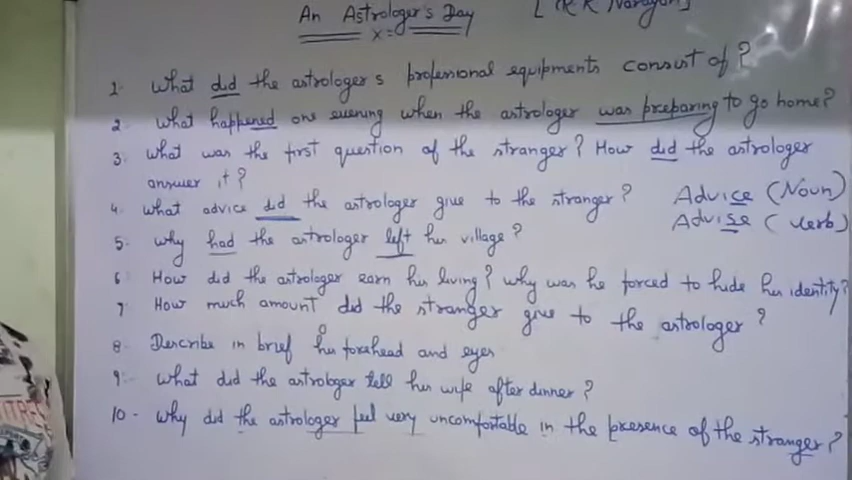 An Astrologer's Day [ R K Narayan]
x=
1. What did the astrologer s professional equipments consist of?
2. What happened one evening when the astrologer was preparing to go home?
3. What was the first question of the stranger? How did the astrologer
answer it?
4. What advice did the astrologer give to the stranger? Advice (Noun)
Advise (Verb)
5. Why had the astrologer left his village?
6 How did the astrologer earn his living? Why was he forced to hide his identity?
7 How much amount did the stranger give to the astrologer?
8 Describe in brief his forehead and eyes
9. What did the astrologer tell his wife after dinner?
10 - Why did the astrologer feel very uncomfortable in the presence of the stranger?